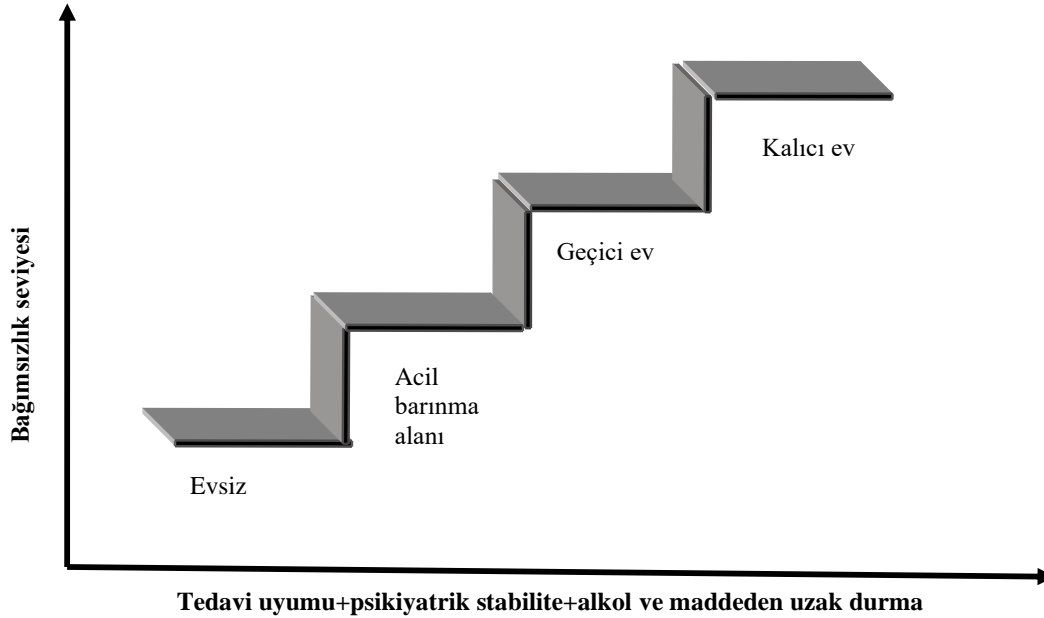 Kalıcı ev
Geçici ev
Acil
barınma
alanı
Evsiz
Bağımsızlık seviyesi
Tedavi uyumu+psikiyatrik stabilite+alkol ve maddeden uzak durma